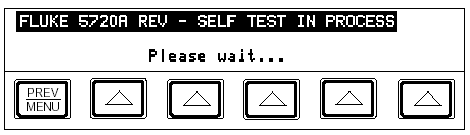 FLUKE 5720A REV - SELF TEST IN PROCESS
Please wait...
PREV
MENU